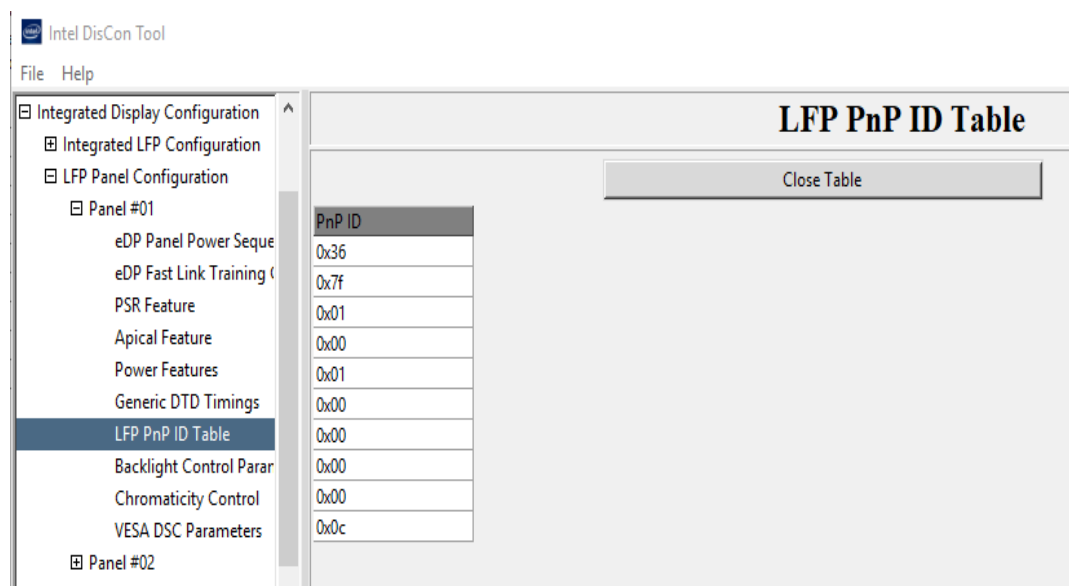 Intel DisCon Tool
File Help
Integrated Display Configuration
Integrated LFP Configuration
LFP Panel Configuration
Panel #01
eDP Panel Power Seque
eDP Fast Link Training
PSR Feature
Apical Feature
Power Features
Generic DTD Timings
LFP PnP ID Table
Backlight Control Paran
Chromaticity Control
VESA DSC Parameters
Panel #02
LFP PnP ID Table
Close Table
PnP ID
0x36
0x7f
0x01
0x00
0x01
0x00
0x00
0x00
0x00
0x0c